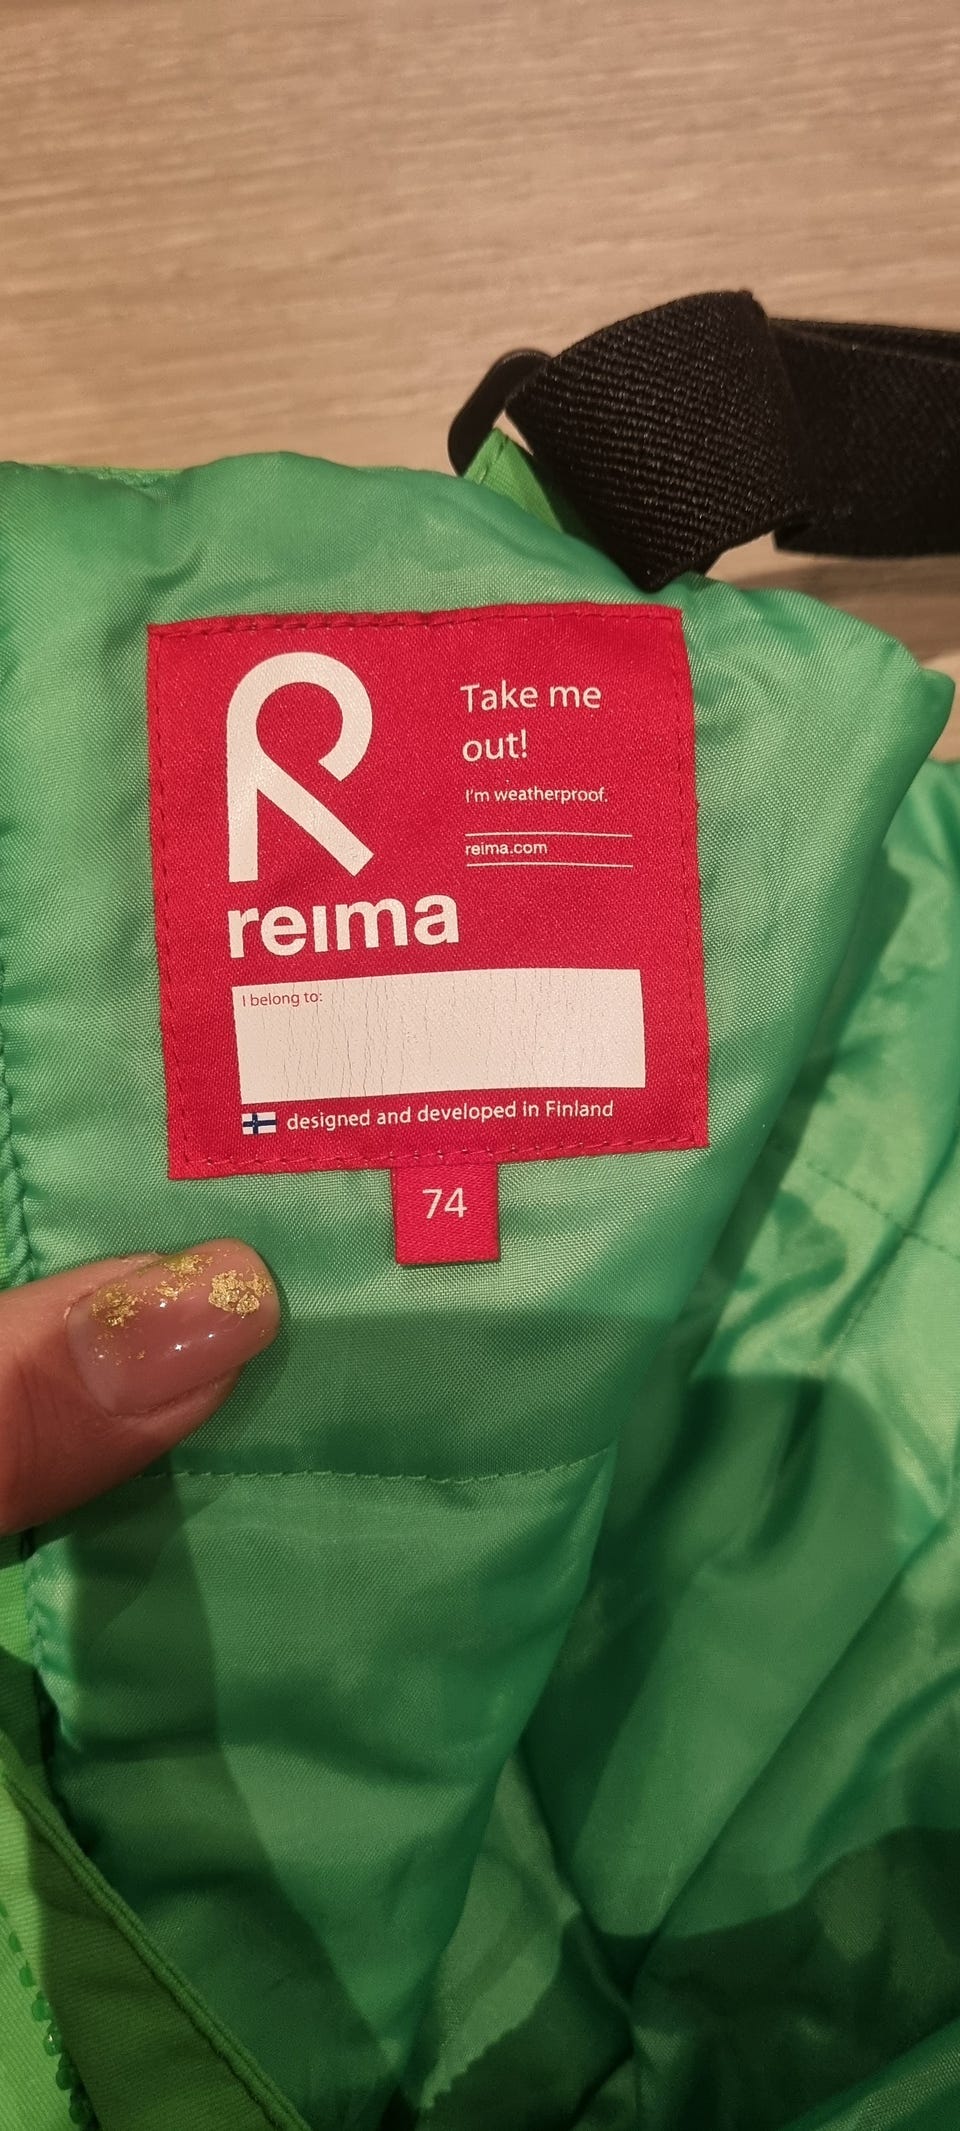 Take me
out!
I'm weatherproof.
reima.com
reima
I belong to:
designed and developed in Finland
74